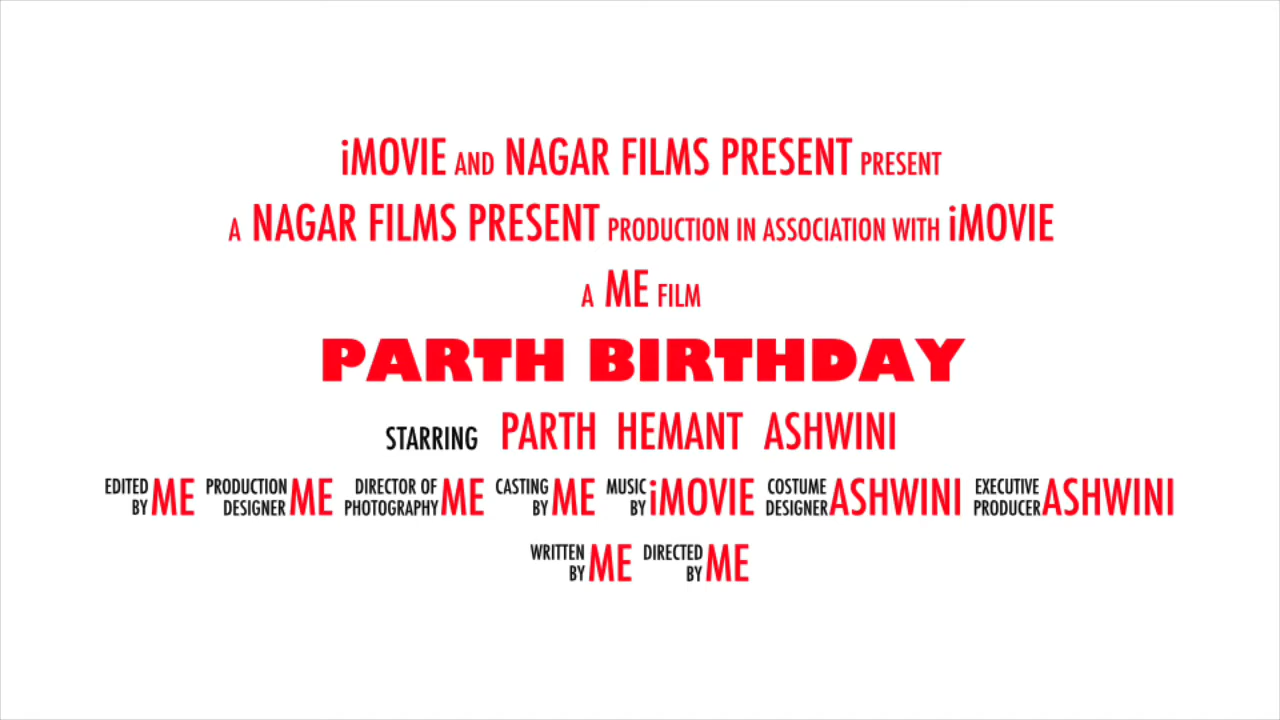 iMOVIE AND NAGAR FILMS PRESENT PRESENT
A NAGAR FILMS PRESENT PRODUCTION IN ASSOCIATION WITH iMOVIE
A ME FILM
PARTH BIRTHDAY
STARRING PARTH HEMANT ASHWINI
EDITED BY ME PRODUCTION DESIGNER ME DIRECTOR OF PHOTOGRAPHY ME CASTING BY ME MUSIC BY iMOVIE COSTUME DESIGNER ASHWINI EXECUTIVE PRODUCER ASHWINI
WRITTEN BY ME DIRECTED BY ME